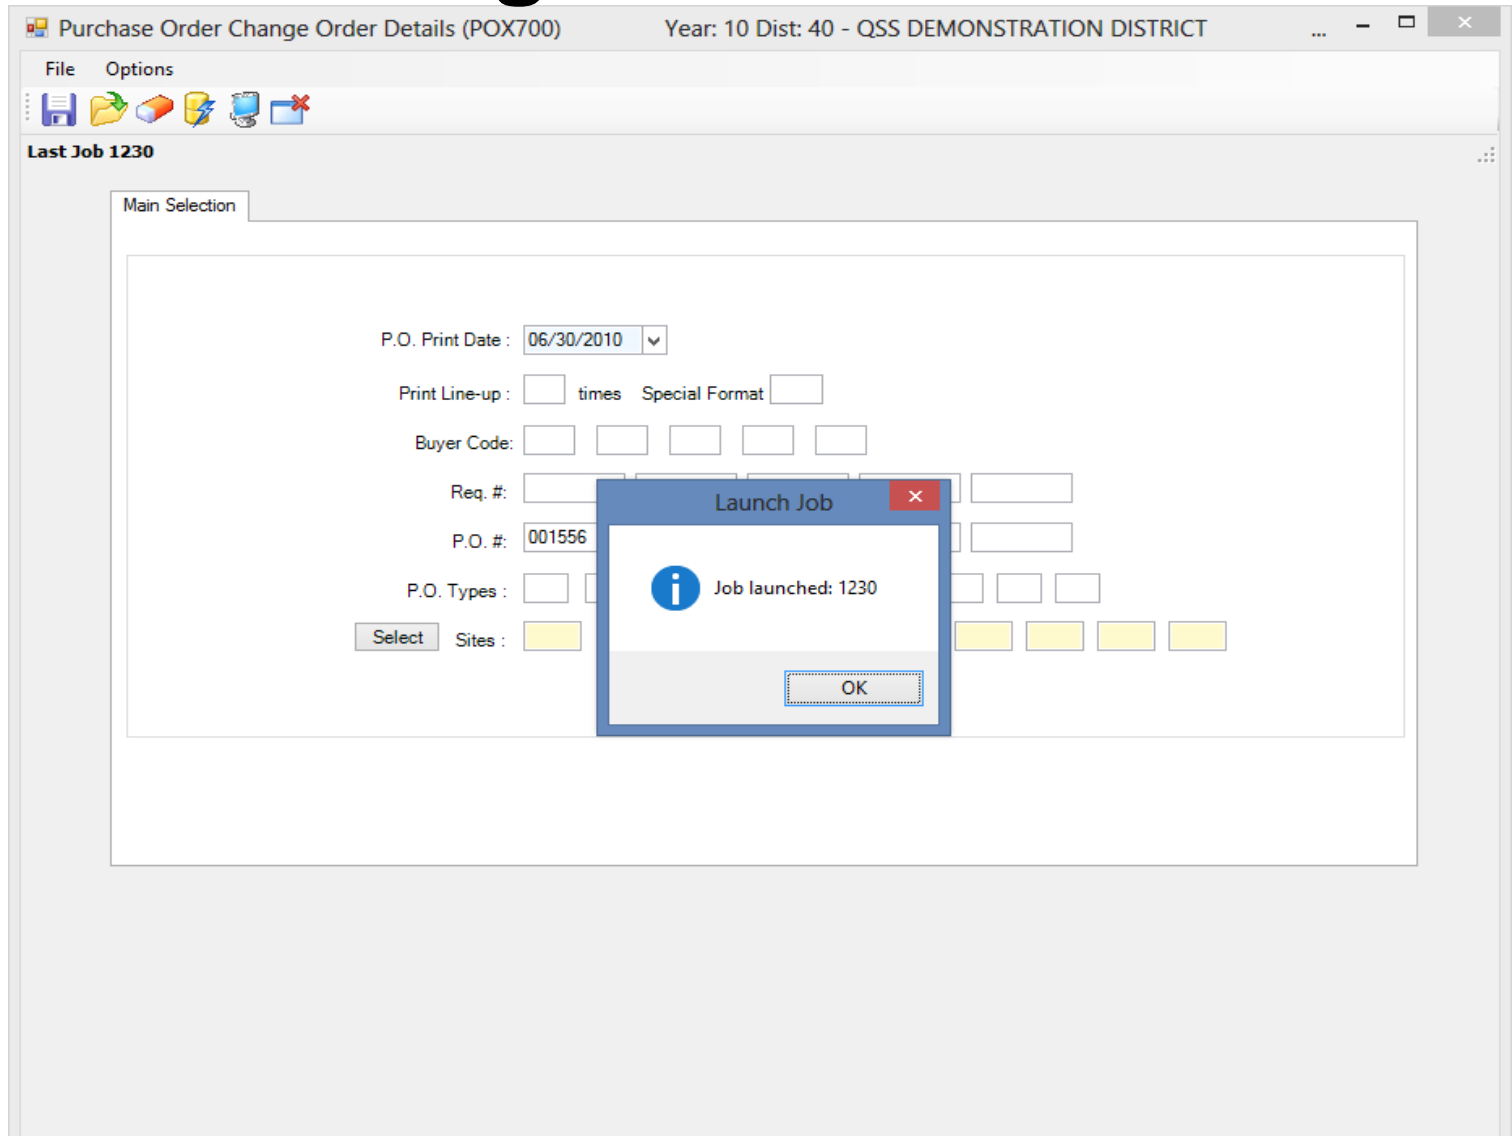 Purchase Order Change Order Details (POX700) Year: 10 Dist: 40 - QSS DEMONSTRATION DISTRICT ...
File Options
Last Job 1230
Main Selection
P.O. Print Date : 06/30/2010
Print Line-up : times Special Format
Buyer Code:
Req. #:
Launch Job
P.O. #: 001556
Job launched: 1230
P.O. Types :
Select Sites :
OK